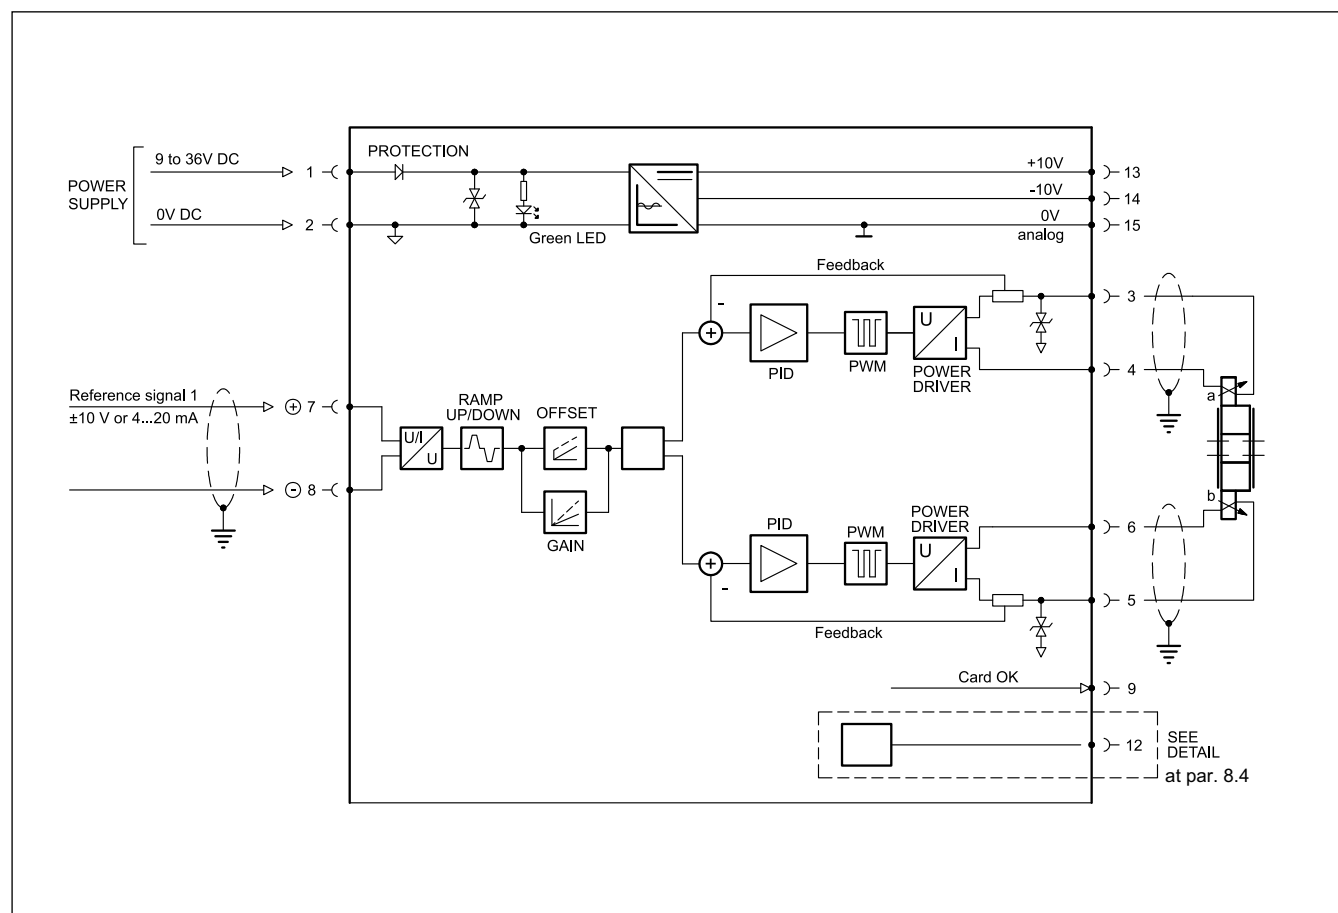 POWER
SUPPLY
9 to 36V DC
0V DC
1
2
PROTECTION
Green LED
+10V
-10V
0V
analog
13
14
15
Feedback
-
+
PID
PWM
U
I
POWER
DRIVER
3
4
a
b
Reference signal 1
±10 V or 4...20 mA
+ 7
- 8
U/I
U
RAMP
UP/DOWN
OFFSET
GAIN
+
-
PID
PWM
POWER
DRIVER
U
I
Feedback
6
5
Card OK
9
12
SEE
DETAIL
at par. 8.4